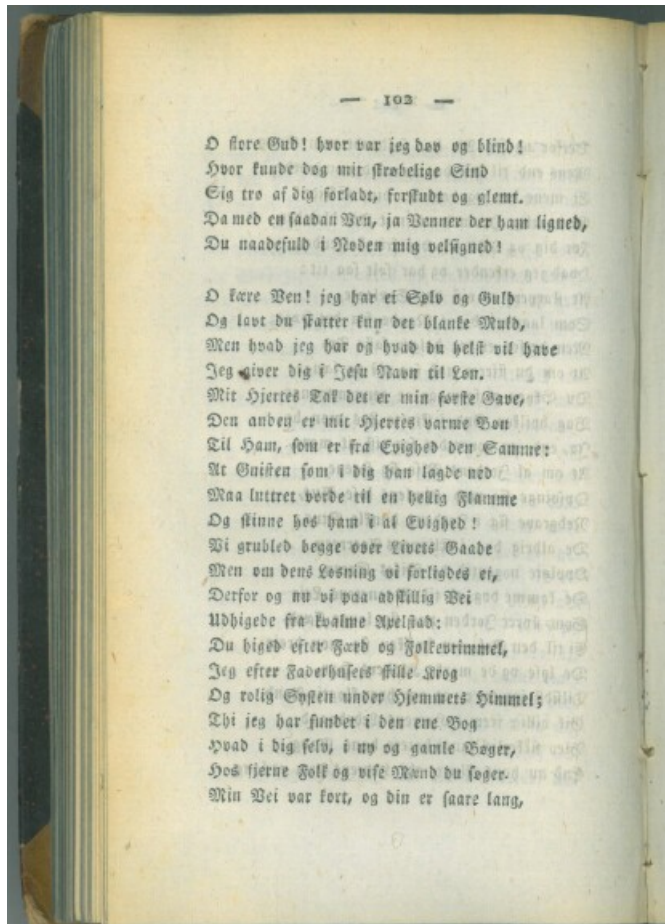 — 102 —
O store Gud! hvor var jeg døv og blind!
Hvor kunde dog mit skrøbelige Sind
Sig tro af dig forladt, forskudt og glemt.
Da med en saadan Ven, ja Venner der ham ligned,
Du naadefuld i Nøden mig velsigned!
O kære Ven! jeg har ei Sølv og Guld
Og lavt du skatter kun det blanke Muld,
Men hvad jeg har og hvad du helst vil have
Jeg giver dig i Jesu Navn til Løn.
Mit Hjertes Tak det er min første Gave,
Den anden er mit Hjertes varme Bøn
Til Ham, som er fra Evighed den Samme:
At Gnisten som i dig han lagde ned
Maa luttret vorde til en hellig Flamme
Og skinne hos ham i al Evighed!
Vi grubled begge over Livets Gaade
Men om dens Løsning vi forligdes ei,
Derfor og nu vi paa adskillig Vei
Udhigede fra kvalme Axelstad:
Du higed efter Færd og Folkevrimmel,
Jeg efter Faderhusets stille Krog
Og rolig Syslen under Hjemmets Himmel;
Thi jeg har fundet i den ene Bog
Hvad i dig selv, i ny og gamle Bøger,
Hos fjerne Folk og vise Mænd du søger.
Min Vei var kort, og din er saare lang,